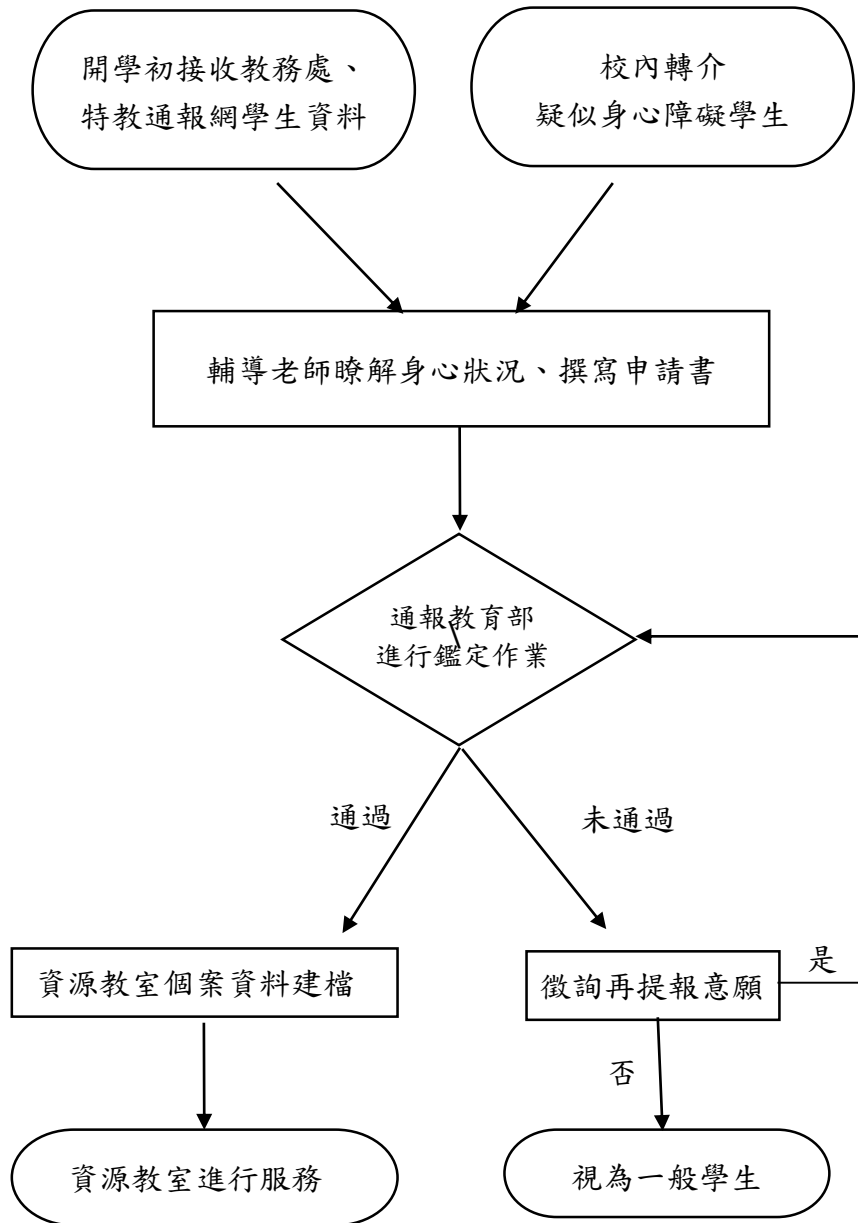 開學初接收教務處、
特教通報網學生資料
校內轉介
疑似身心障礙學生
輔導老師瞭解身心狀況、撰寫申請書
通報教育部
進行鑑定作業
通過
未通過
資源教室個案資料建檔
徵詢再提報意願
是
否
資源教室進行服務
視為一般學生